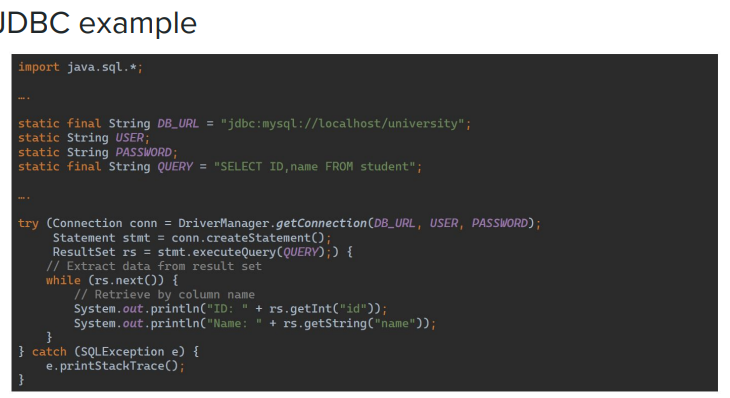 JDBC example
import java.sql.*;
….
static final String DB_URL = "jdbc:mysql://localhost/university";
static String USER;
static String PASSWORD;
static final String QUERY = "SELECT ID,name FROM student";
….
try (Connection conn = DriverManager.getConnection(DB_URL, USER, PASSWORD);
Statement stmt = conn.createStatement();
ResultSet rs = stmt.executeQuery(QUERY);) {
// Extract data from result set
while (rs.next()) {
// Retrieve by column name
System.out.println("ID: " + rs.getInt("id"));
System.out.println("Name: " + rs.getString("name"));
}
} catch (SQLException e) {
e.printStackTrace();
}